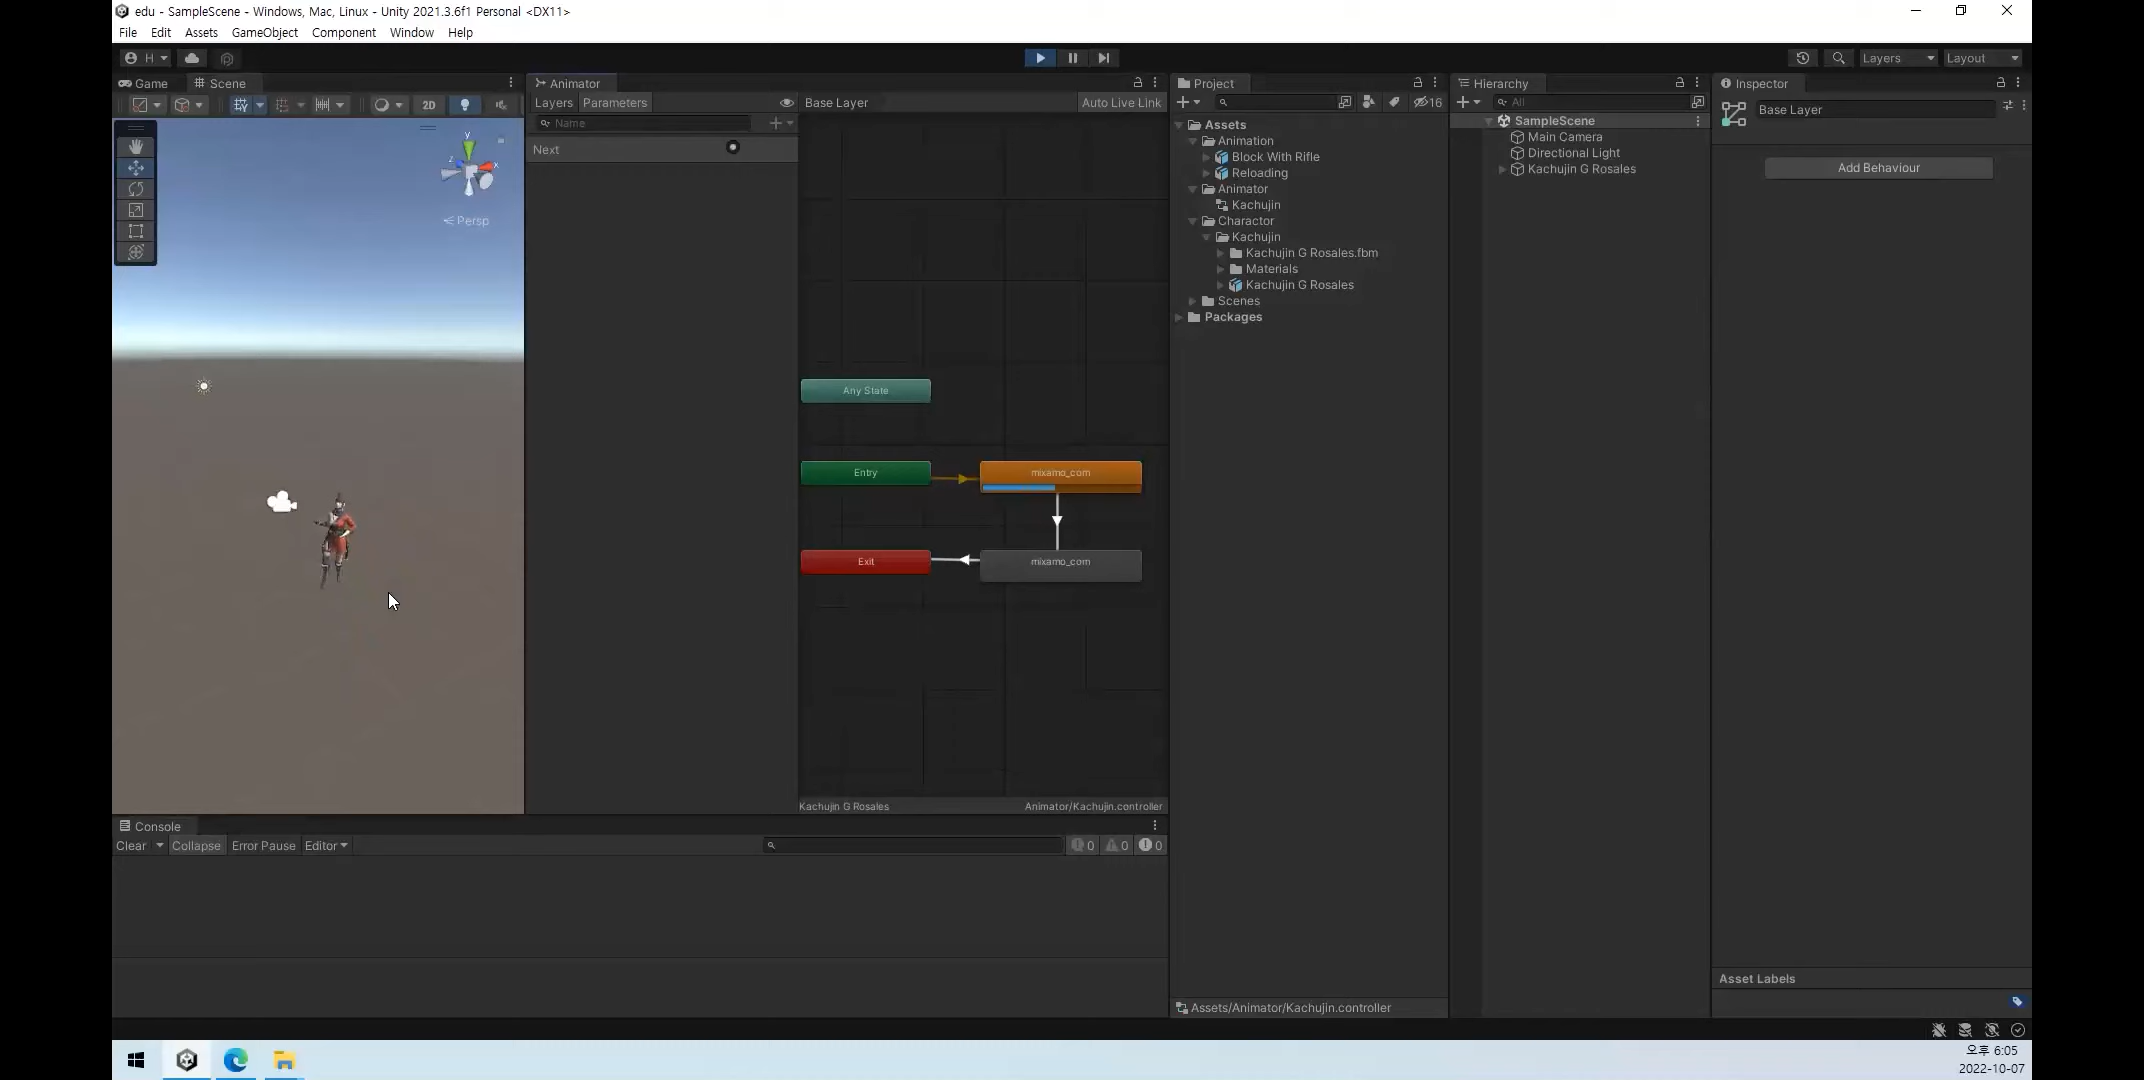 edu - SampleScene - Windows, Mac, Linux - Unity 2021.3.6f1 Personal <DX11>
File Edit Assets GameObject Component Window Help
H Layers Layout
Game Scene
2D
y
x
z
< Persp
Animator
Layers Parameters
Base Layer
Auto Live Link
Name
Next
Any State
Entry
mixamo_com
Exit
mixamo_com
Kachujin G Rosales
Animator/Kachujin.controller
Project
16
Assets
Animation
Block With Rifle
Reloading
Animator
Kachujin
Charactor
Kachujin
Kachujin G Rosales.fbm
Materials
Kachujin G Rosales
Scenes
Packages
Assets/Animator/Kachujin.controller
Hierarchy
All
SampleScene
Main Camera
Directional Light
Kachujin G Rosales
Inspector
Base Layer
Add Behaviour
Asset Labels
Console
Clear Collapse Error Pause Editor
0 0 0
오후 6:05
2022-10-07